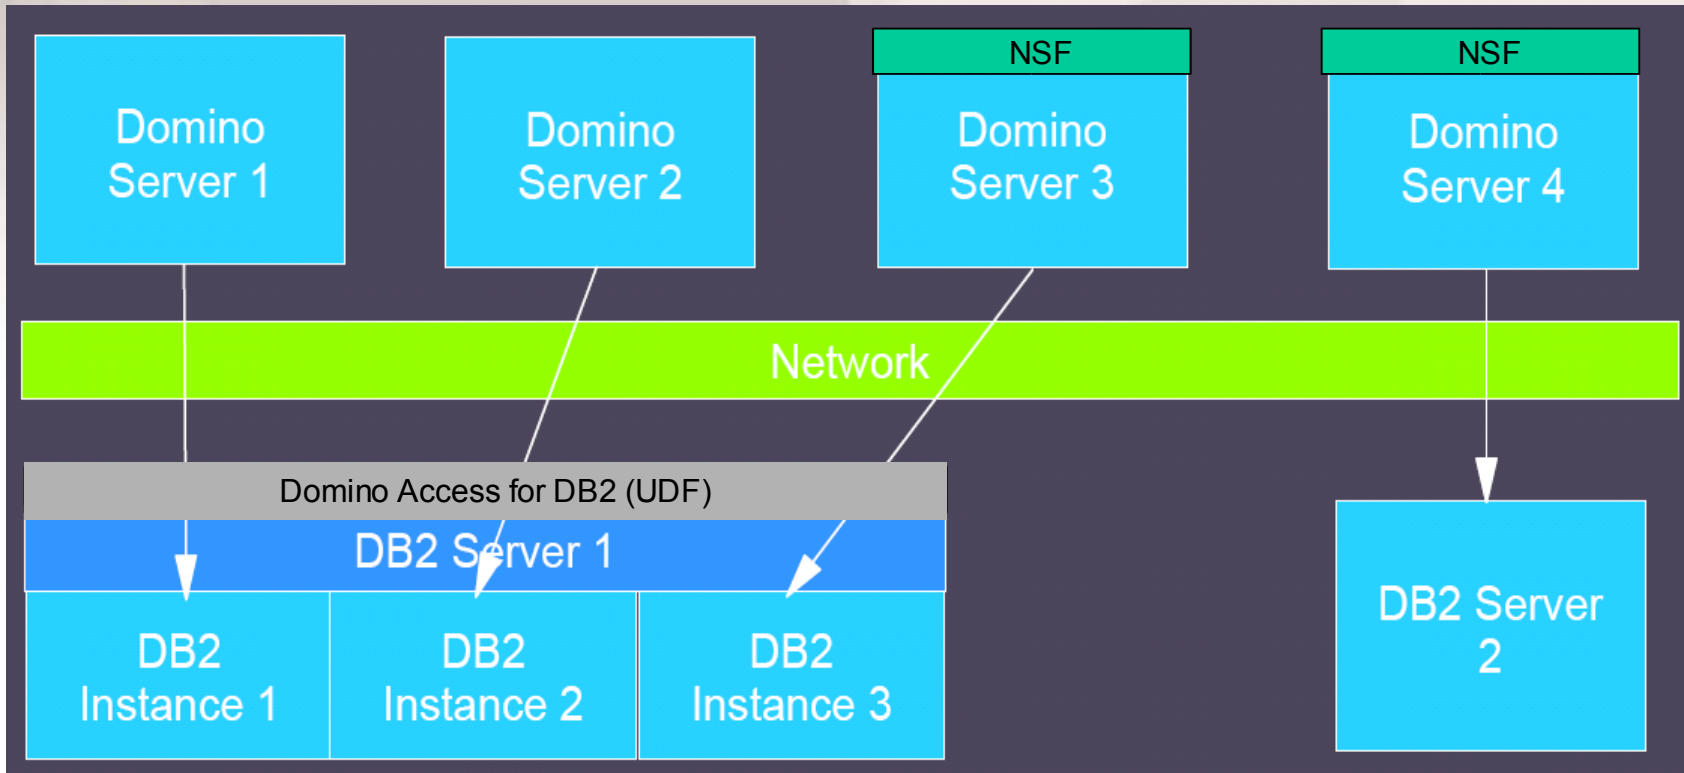 NSF
NSF
Domino
Server 1
Domino
Server 2
Domino
Server 3
Domino
Server 4
Network
Domino Access for DB2 (UDF)
DB2 Server 1
DB2
Instance 1
DB2
Instance 2
DB2
Instance 3
DB2 Server
2